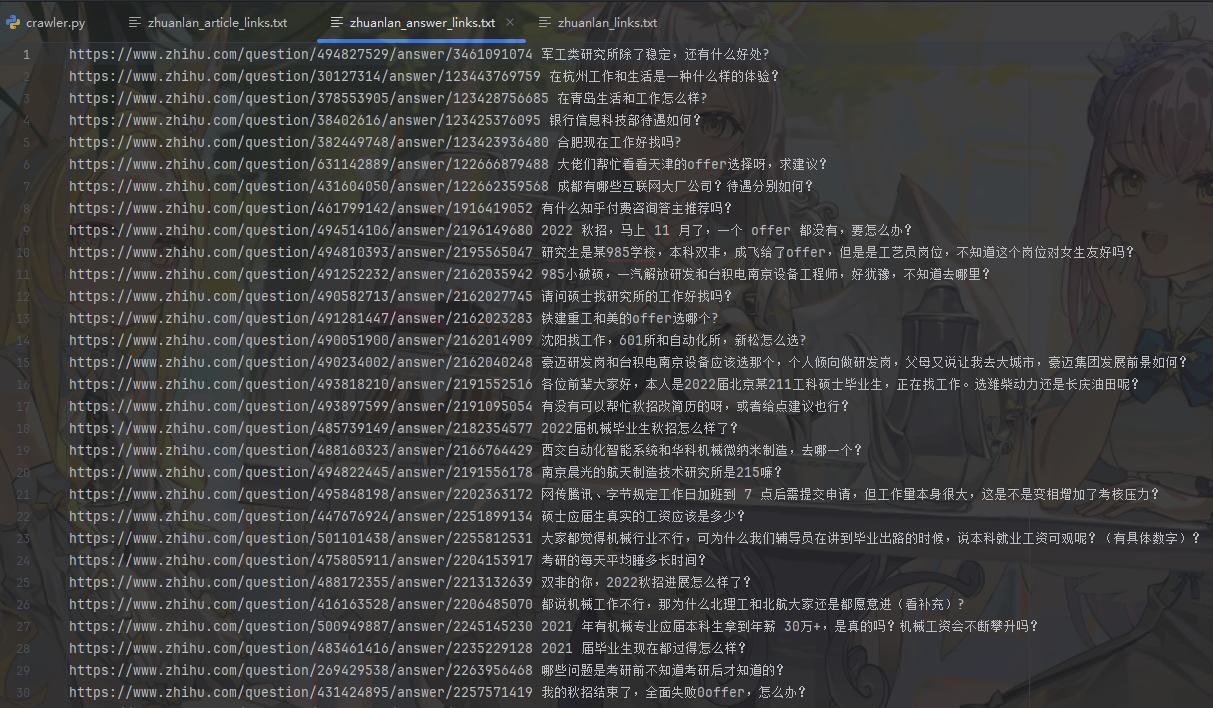 crawler.py zhuanlan_article_links.txt zhuanlan_answer_links.txt × zhuanlan_links.txt
1 https://www.zhihu.com/question/494827529/answer/3461091074 军工类研究所除了稳定，还有什么好处?
2 https://www.zhihu.com/question/30127314/answer/123443769759 在杭州工作和生活是一种什么样的体验？
3 https://www.zhihu.com/question/378553905/answer/123428756685 在青岛生活和工作怎么样?
4 https://www.zhihu.com/question/38402616/answer/123425376095 银行信息科技部待遇如何？
5 https://www.zhihu.com/question/382449748/answer/123423936480 合肥现在工作好找吗?
6 https://www.zhihu.com/question/631142889/answer/122666879488 大佬们帮忙看看天津的offer选择呀，求建议？
7 https://www.zhihu.com/question/431604050/answer/122662359568 成都有哪些互联网大厂公司？待遇分别如何？
8 https://www.zhihu.com/question/461799142/answer/1916419052 有什么知乎付费咨询答主推荐吗？
9 https://www.zhihu.com/question/494514106/answer/2196149680 2022 秋招，马上 11 月了，一个 offer 都没有，要怎么办？
10 https://www.zhihu.com/question/494810393/answer/2195565047 研究生是某985学校，本科双非，成飞给了offer，但是是工艺员岗位，不知道这个岗位对女生友好吗？
11 https://www.zhihu.com/question/491252232/answer/2162035942 985小破硕，一汽解放研发和台积电南京设备工程师，好犹豫，不知道去哪里？
12 https://www.zhihu.com/question/490582713/answer/2162027745 请问硕士找研究所的工作好找吗？
13 https://www.zhihu.com/question/491281447/answer/2162023283 铁建重工和美的offer选哪个?
14 https://www.zhihu.com/question/490051900/answer/2162014909 沈阳找工作，601所和自动化所，新松怎么选?
15 https://www.zhihu.com/question/490234002/answer/2162040248 豪迈研发岗和台积电南京设备应该选那个，个人倾向做研发岗，父母又说让我去大城市，豪迈集团发展前景如何？
16 https://www.zhihu.com/question/493818210/answer/2191552516 各位前辈大家好，本人是2022届北京某211工科硕士毕业生，正在找工作。选潍柴动力还是长庆油田呢？
17 https://www.zhihu.com/question/493897599/answer/2191095054 有没有可以帮忙秋招改简历的呀，或者给点建议也行？
18 https://www.zhihu.com/question/485739149/answer/2182354577 2022届机械毕业生秋招怎么样了？
19 https://www.zhihu.com/question/488160323/answer/2166764429 西交自动化智能系统和华科机械微纳米制造，去哪一个？
20 https://www.zhihu.com/question/494822445/answer/2191556178 南京晨光的航天制造技术研究所是215嘛？
21 https://www.zhihu.com/question/495848198/answer/2202363172 网传腾讯、字节规定工作日加班到 7 点后需提交申请，但工作量本身很大，这是不是变相增加了考核压力？
22 https://www.zhihu.com/question/447676924/answer/2251899134 硕士应届生真实的工资应该是多少？
23 https://www.zhihu.com/question/501101438/answer/2255812531 大家都觉得机械行业不行，可为什么我们辅导员在讲到毕业出路的时候，说本科就业工资可观呢？（有具体数字）？
24 https://www.zhihu.com/question/475805911/answer/2204153917 考研的每天平均睡多长时间？
25 https://www.zhihu.com/question/488172355/answer/2213132639 双非的你，2022秋招进展怎么样了？
26 https://www.zhihu.com/question/416163528/answer/2206485070 都说机械工作不行，那为什么北理工和北航大家还是都愿意进（看补充）?
27 https://www.zhihu.com/question/500949887/answer/2245145230 2021 年有机械专业应届本科生拿到年薪 30万+，是真的吗？机械工资会不断攀升吗？
28 https://www.zhihu.com/question/483461416/answer/2235229128 2021 届毕业生现在都过得怎么样？
29 https://www.zhihu.com/question/269429538/answer/2263956468 哪些问题是考研前不知道考研后才知道的？
30 https://www.zhihu.com/question/431424895/answer/2257571419 我的秋招结束了，全面失败0offer，怎么办？